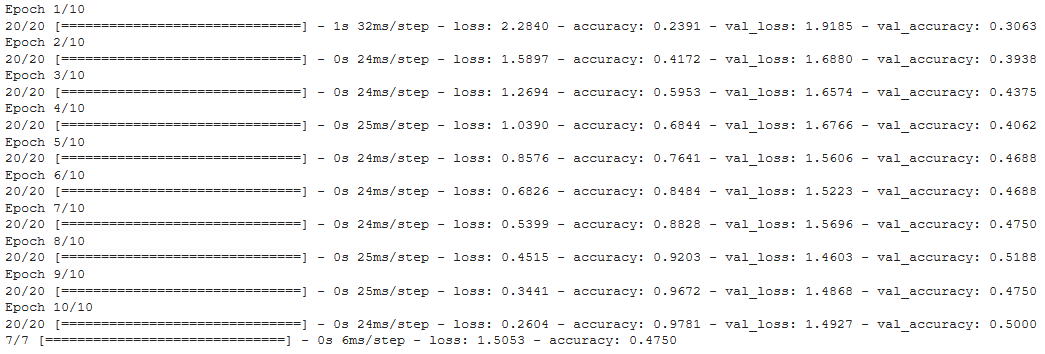 Epoch 1/10
20/20 [==============================] - 1s 32ms/step - loss: 2.2840 - accuracy: 0.2391 - val_loss: 1.9185 - val_accuracy: 0.3063
Epoch 2/10
20/20 [==============================] - 0s 24ms/step - loss: 1.5897 - accuracy: 0.4172 - val_loss: 1.6880 - val_accuracy: 0.3938
Epoch 3/10
20/20 [==============================] - 0s 24ms/step - loss: 1.2694 - accuracy: 0.5953 - val_loss: 1.6574 - val_accuracy: 0.4375
Epoch 4/10
20/20 [==============================] - 0s 25ms/step - loss: 1.0390 - accuracy: 0.6844 - val_loss: 1.6766 - val_accuracy: 0.4062
Epoch 5/10
20/20 [==============================] - 0s 24ms/step - loss: 0.8576 - accuracy: 0.7641 - val_loss: 1.5606 - val_accuracy: 0.4688
Epoch 6/10
20/20 [==============================] - 0s 24ms/step - loss: 0.6826 - accuracy: 0.8484 - val_loss: 1.5223 - val_accuracy: 0.4688
Epoch 7/10
20/20 [==============================] - 0s 24ms/step - loss: 0.5399 - accuracy: 0.8828 - val_loss: 1.5696 - val_accuracy: 0.4750
Epoch 8/10
20/20 [==============================] - 0s 25ms/step - loss: 0.4515 - accuracy: 0.9203 - val_loss: 1.4603 - val_accuracy: 0.5188
Epoch 9/10
20/20 [==============================] - 0s 25ms/step - loss: 0.3441 - accuracy: 0.9672 - val_loss: 1.4868 - val_accuracy: 0.4750
Epoch 10/10
20/20 [==============================] - 0s 24ms/step - loss: 0.2604 - accuracy: 0.9781 - val_loss: 1.4927 - val_accuracy: 0.5000
7/7 [==============================] - 0s 6ms/step - loss: 1.5053 - accuracy: 0.4750